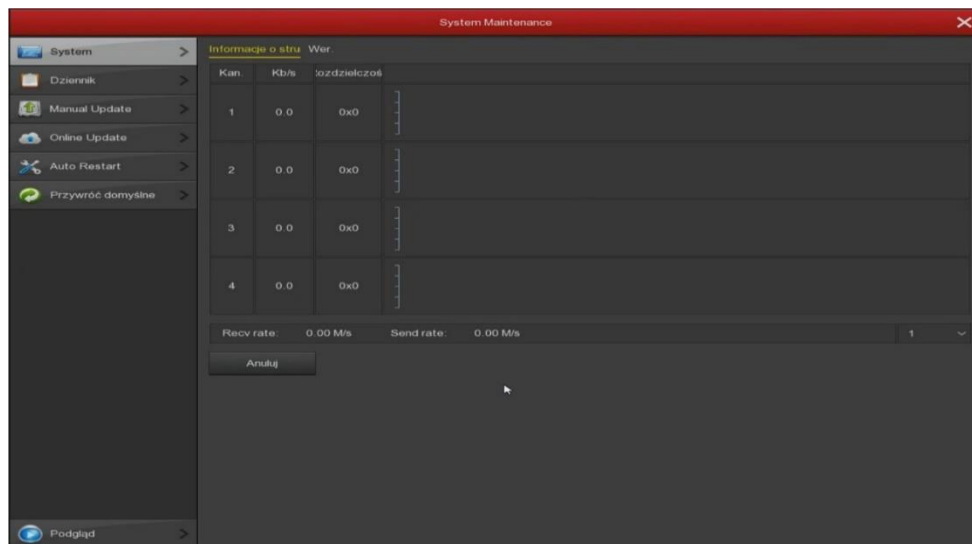 System Maintenance
System
Dziennik
Manual Update
Online Update
Auto Restart
Przywróć domyślne
Podgląd
Informacje o stru Wer.
Kan. Kb/s ozdzielczoś
1 0.0 0x0
2 0.0 0x0
3 0.0 0x0
4 0.0 0x0
Recv rate: 0.00 M/s Send rate: 0.00 M/s 1
Anuluj